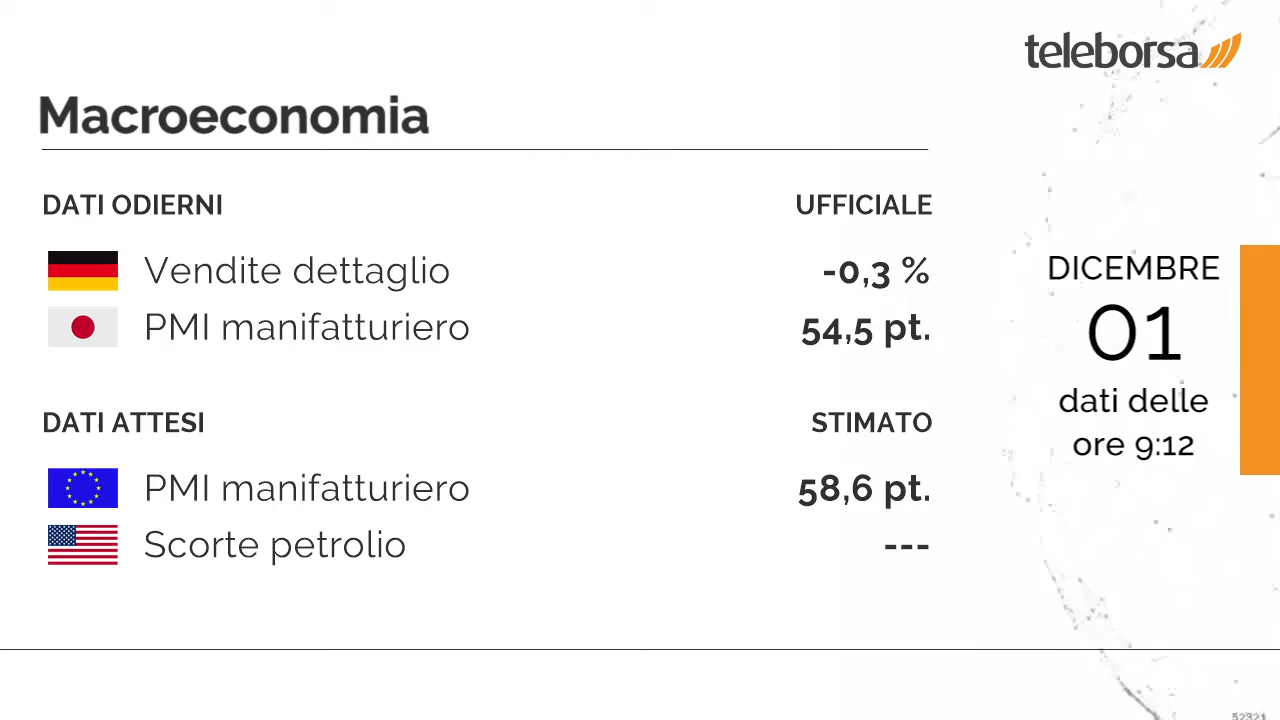 teleborsa
Macroeconomia
DATI ODIERNI UFFICIALE
Vendite dettaglio -0,3 %
PMI manifatturiero 54,5 pt.
DATI ATTESI STIMATO
PMI manifatturiero 58,6 pt.
Scorte petrolio ---
DICEMBRE
01
dati delle
ore 9:12